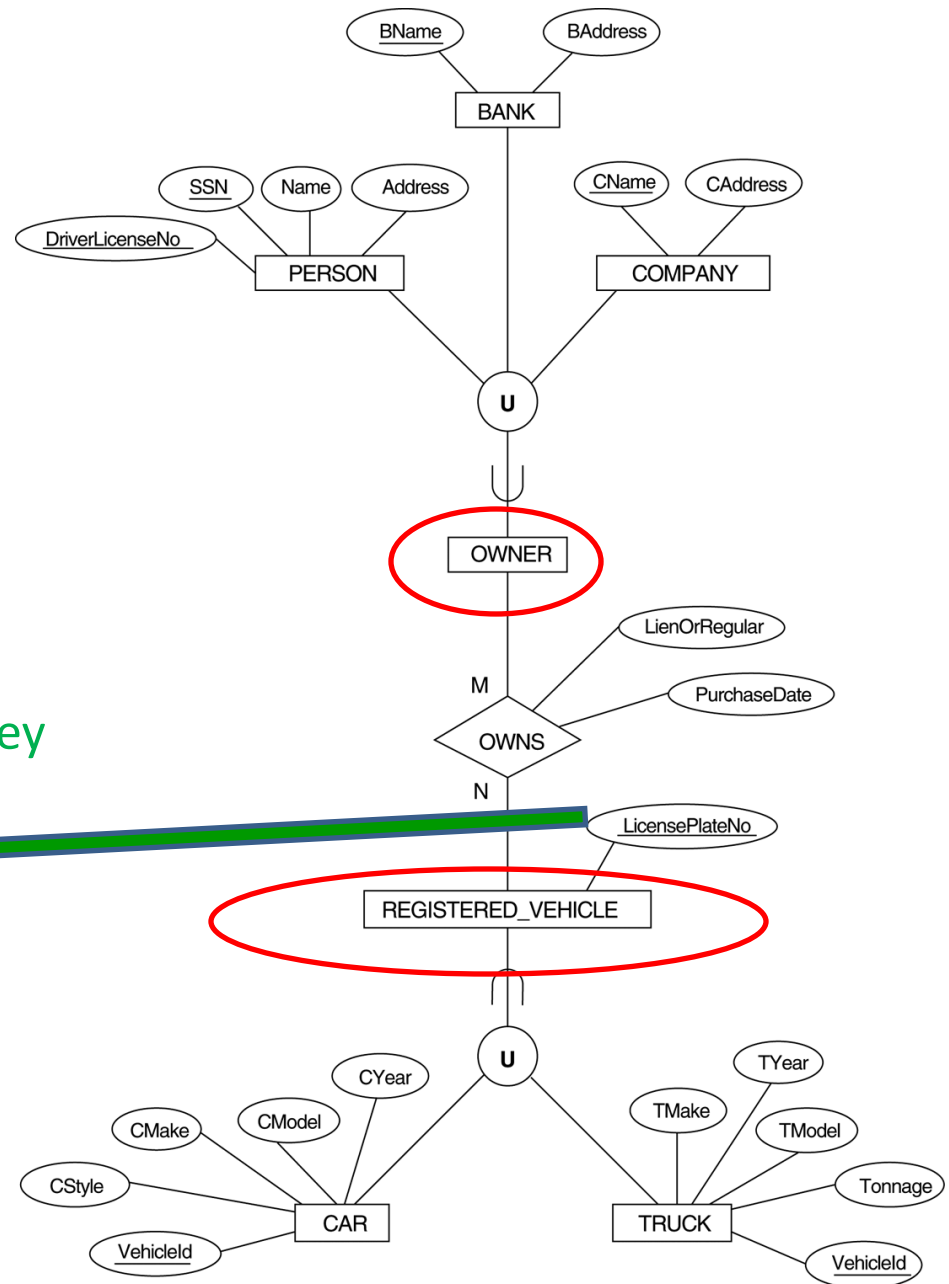 BName
BAddress
BANK
SSN
Name
Address
CName
CAddress
DriverLicenseNo
PERSON
COMPANY
U
OWNER
LienOrRegular
M
PurchaseDate
ey
OWNS
N
LicensePlateNo
REGISTERED_VEHICLE
U
TYear
CYear
TMake
CModel
CMake
TModel
CStyle
Tonnage
CAR
TRUCK
VehicleId
VehicleId